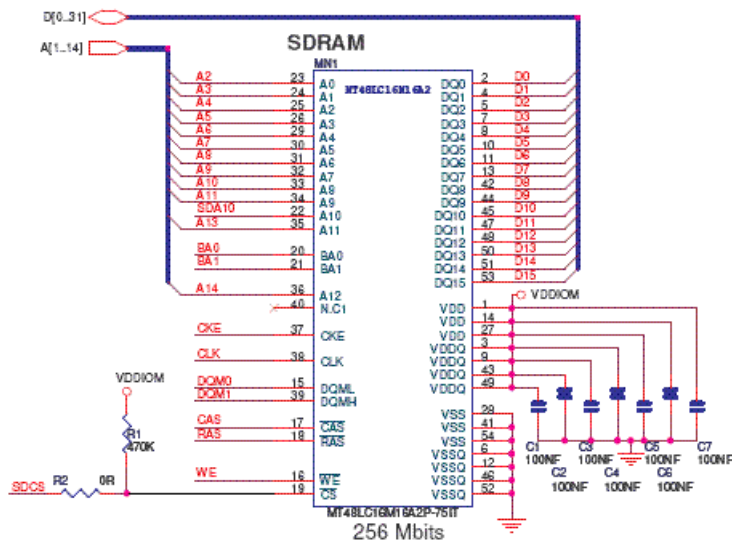 D[0..31]
A[1..14]
SDRAM
MN1
MT48LC16M16A2
A2 23 A0 DQ0 2 D0
A3 24 A1 DQ1 4 D1
A4 25 A2 DQ2 5 D2
A5 26 A3 DQ3 7 D3
A6 29 A4 DQ4 8 D4
A7 30 A5 DQ5 10 D5
A8 31 A6 DQ6 11 D6
A9 32 A7 DQ7 13 D7
A10 33 A8 DQ8 42 D8
A11 34 A9 DQ9 44 D9
SDA10 22 A10 DQ10 45 D10
A13 35 A11 DQ11 47 D11
DQ12 48 D12
BA0 20 BA0 DQ13 50 D13
BA1 21 BA1 DQ14 51 D14
DQ15 53 D15
A14 36 A12
40 N.C1 VDD 1 VDDIOM
VDD 14
CKE 37 CKE VDD 27
VDDQ 3
CLK 38 CLK VDDQ 9
VDDQ 43
VDDIOM DQM0 15 DQML VDDQ 49
DQM1 39 DQMH
VSS 28
CAS 17 CAS VSS 41
RAS 18 RAS VSS 54
R1 VSSQ 6 C1 C3 C5 C7
470K VSSQ 12 100NF 100NF 100NF 100NF
WE 16 WE VSSQ 46 C2 C4 C6
SDCS R2 0R 19 CS VSSQ 52 100NF 100NF 100NF
MT48LC16M16A2P-75IT
256 Mbits